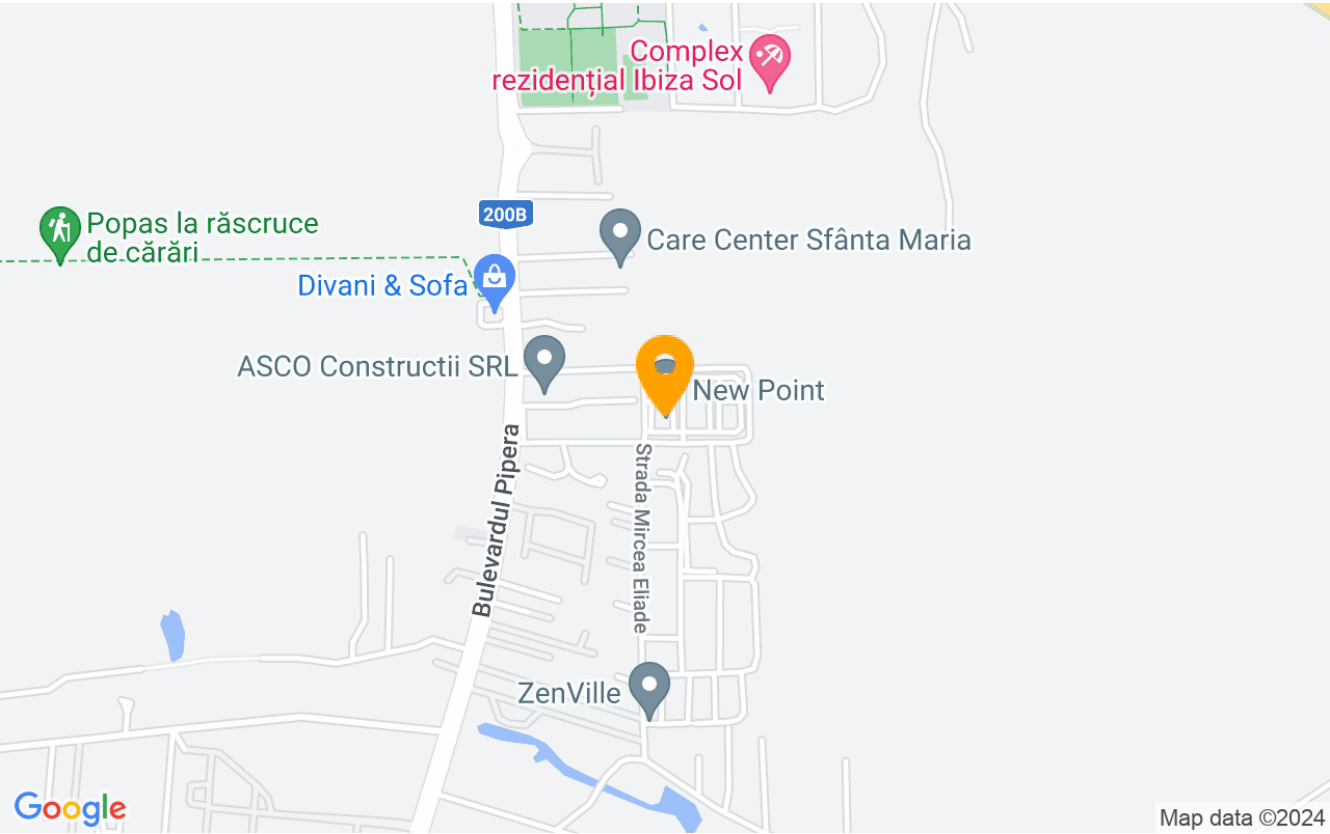 Complex
rezidențial Ibiza Sol
200B
Popas la răscruce
de cărări
Care Center Sfânta Maria
Divani & Sofa
ASCO Constructii SRL
New Point
Bulevardul Pipera
Strada Mircea Eliade
ZenVille
Google
Map data ©2024